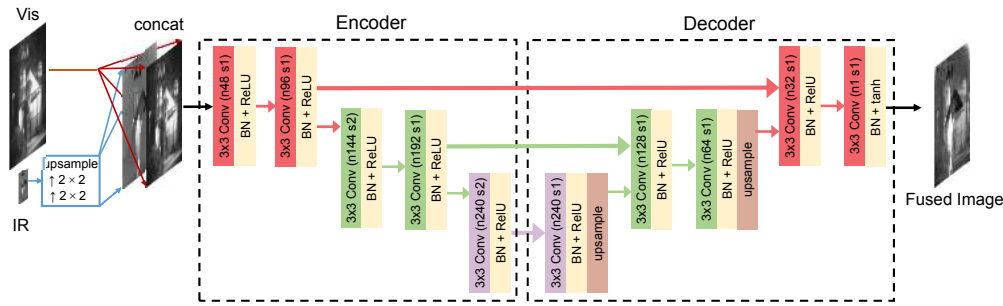 Vis
concat
Encoder
Decoder
upsample
↑ 2 × 2
↑ 2 × 2
IR
3x3 Conv (n48 s1)
BN + ReLU
3x3 Conv (n96 s1)
BN + ReLU
3x3 Conv (n144 s2)
BN + ReLU
3x3 Conv (n192 s1)
BN + ReLU
3x3 Conv (n240 s2)
BN + RelU
3x3 Conv (n240 s1)
BN + RelU
upsample
3x3 Conv (n128 s1)
BN + RelU
3x3 Conv (n64 s1)
BN + RelU
upsample
3x3 Conv (n32 s1)
BN + RelU
3x3 Conv (n1 s1)
BN + tanh
Fused Image